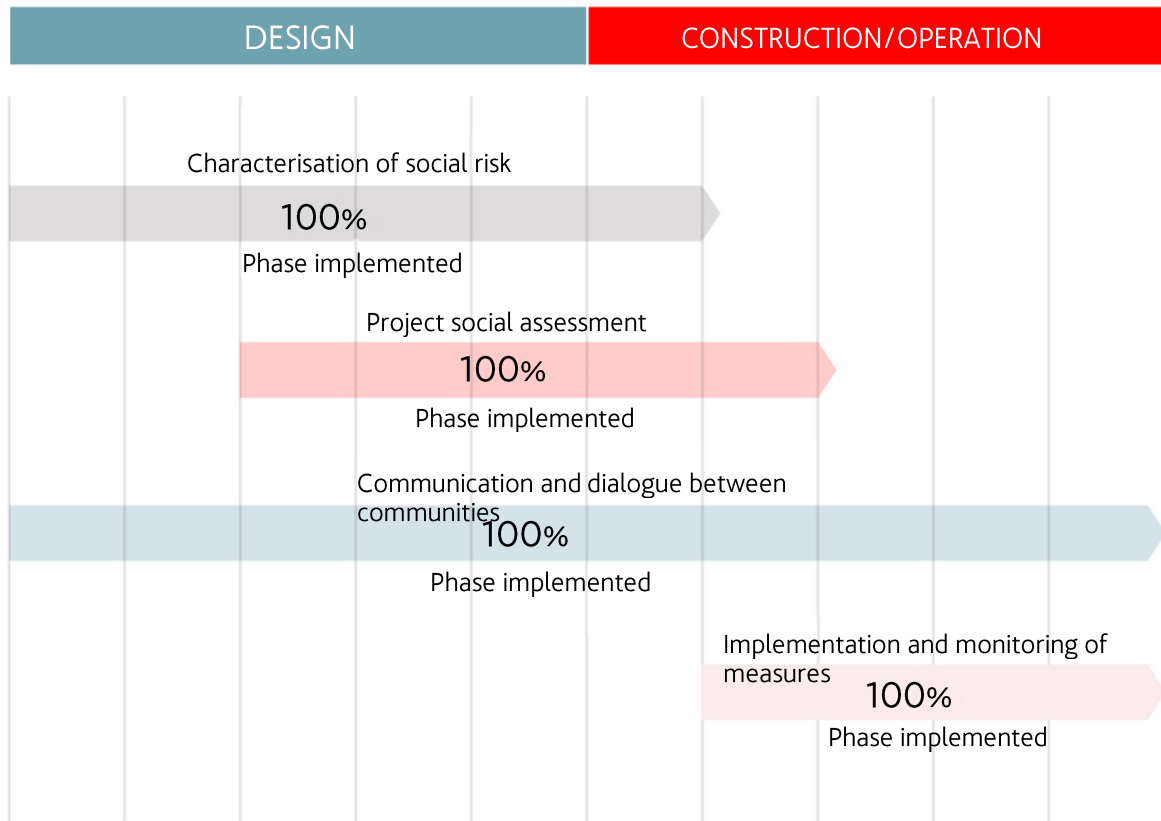 DESIGN
CONSTRUCTION/OPERATION
Characterisation of social risk
100%
Phase implemented
Project social assessment
100%
Phase implemented
Communication and dialogue between
communities
100%
Phase implemented
Implementation and monitoring of
measures
100%
Phase implemented